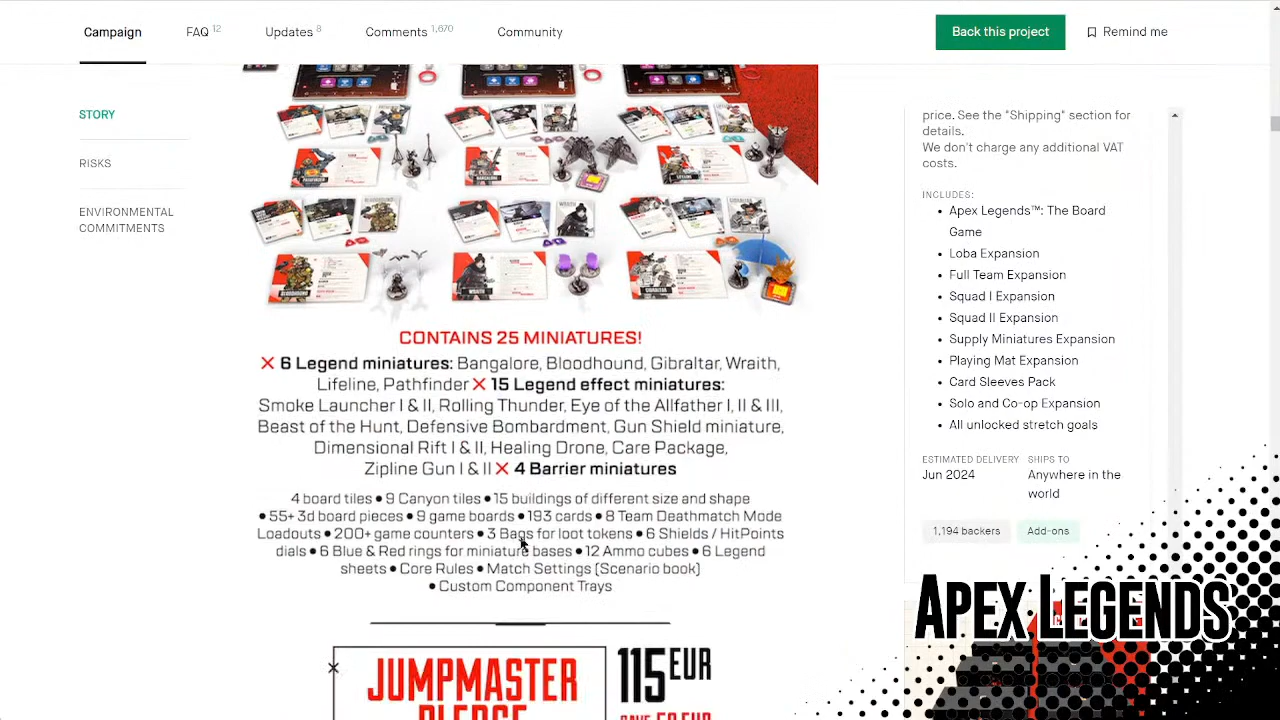 Campaign
FAQ 12
Updates 8
Comments 1,670
Community
Back this project
Remind me
STORY
RISKS
ENVIRONMENTAL
COMMITMENTS
CONTAINS 25 MINIATURES!
✕ 6 Legend miniatures: Bangalore, Bloodhound, Gibraltar, Wraith,
Lifeline, Pathfinder ✕ 15 Legend effect miniatures:
Smoke Launcher I & II, Rolling Thunder, Eye of the Allfather I, II & III,
Beast of the Hunt, Defensive Bombardment, Gun Shield miniature,
Dimensional Rift I & II, Healing Drone, Care Package,
Zipline Gun I & II ✕ 4 Barrier miniatures
4 board tiles • 9 Canyon tiles • 15 buildings of different size and shape
• 55+ 3d board pieces • 9 game boards • 193 cards • 8 Team Deathmatch Mode
Loadouts • 200+ game counters • 3 Bags for loot tokens • 6 Shields / HitPoints
dials • 6 Blue & Red rings for miniature bases • 12 Ammo cubes • 6 Legend
sheets • Core Rules • Match Settings (Scenario book)
• Custom Component Trays
JUMPMASTER
PLEDGE
115 EUR
price. See the "Shipping" section for
details.
We don't charge any additional VAT
costs.
INCLUDES:
• Apex Legends™: The Board
Game
• Loba Expansion
• Full Team Expansion
• Squad I Expansion
• Squad II Expansion
• Supply Miniatures Expansion
• Playing Mat Expansion
• Card Sleeves Pack
• Solo and Co-op Expansion
• All unlocked stretch goals
ESTIMATED DELIVERY
Jun 2024
SHIPS TO
Anywhere in the
world
1,194 backers
Add-ons
APEX LEGENDS